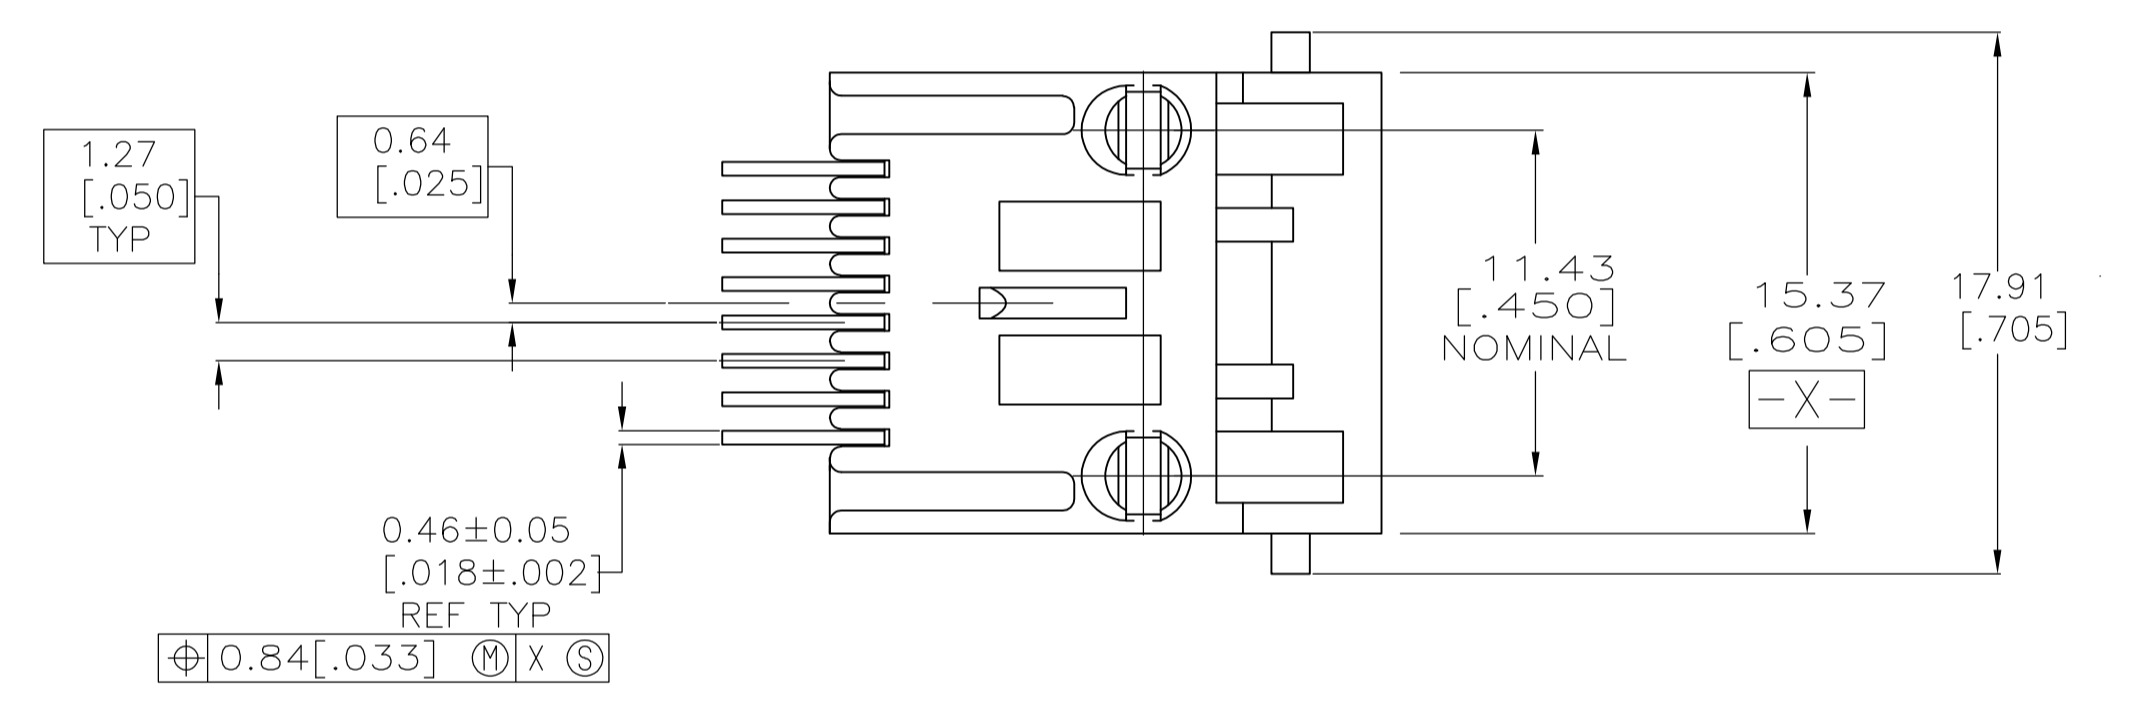 1.27
[.050]
TYP
0.64
[.025]
11.43
[.450]
NOMINAL
15.37
[.605]
-X-
17.91
[.705]
0.46±0.05
[.018±.002]
REF TYP
⌖ 0.84[.033] Ⓜ X Ⓢ